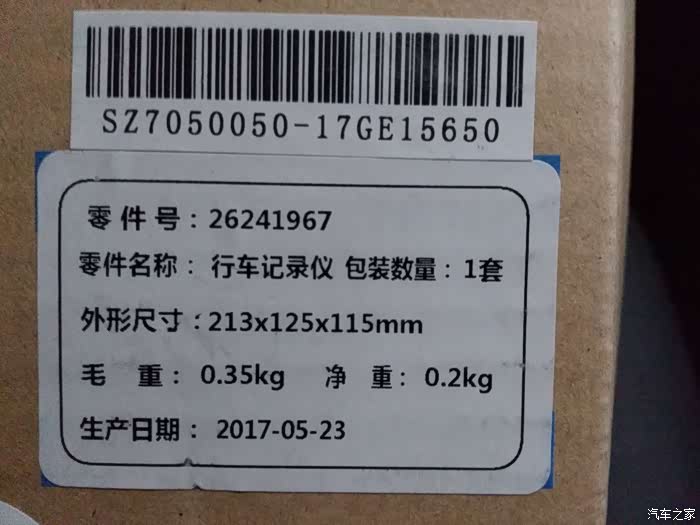 SZ7050050-17GE15650
零件号：26241967
零件名称： 行车记录仪 包装数量：1套
外形尺寸：213x125x115mm
毛 重： 0.35kg 净 重： 0.2kg
生产日期： 2017-05-23
汽车之家